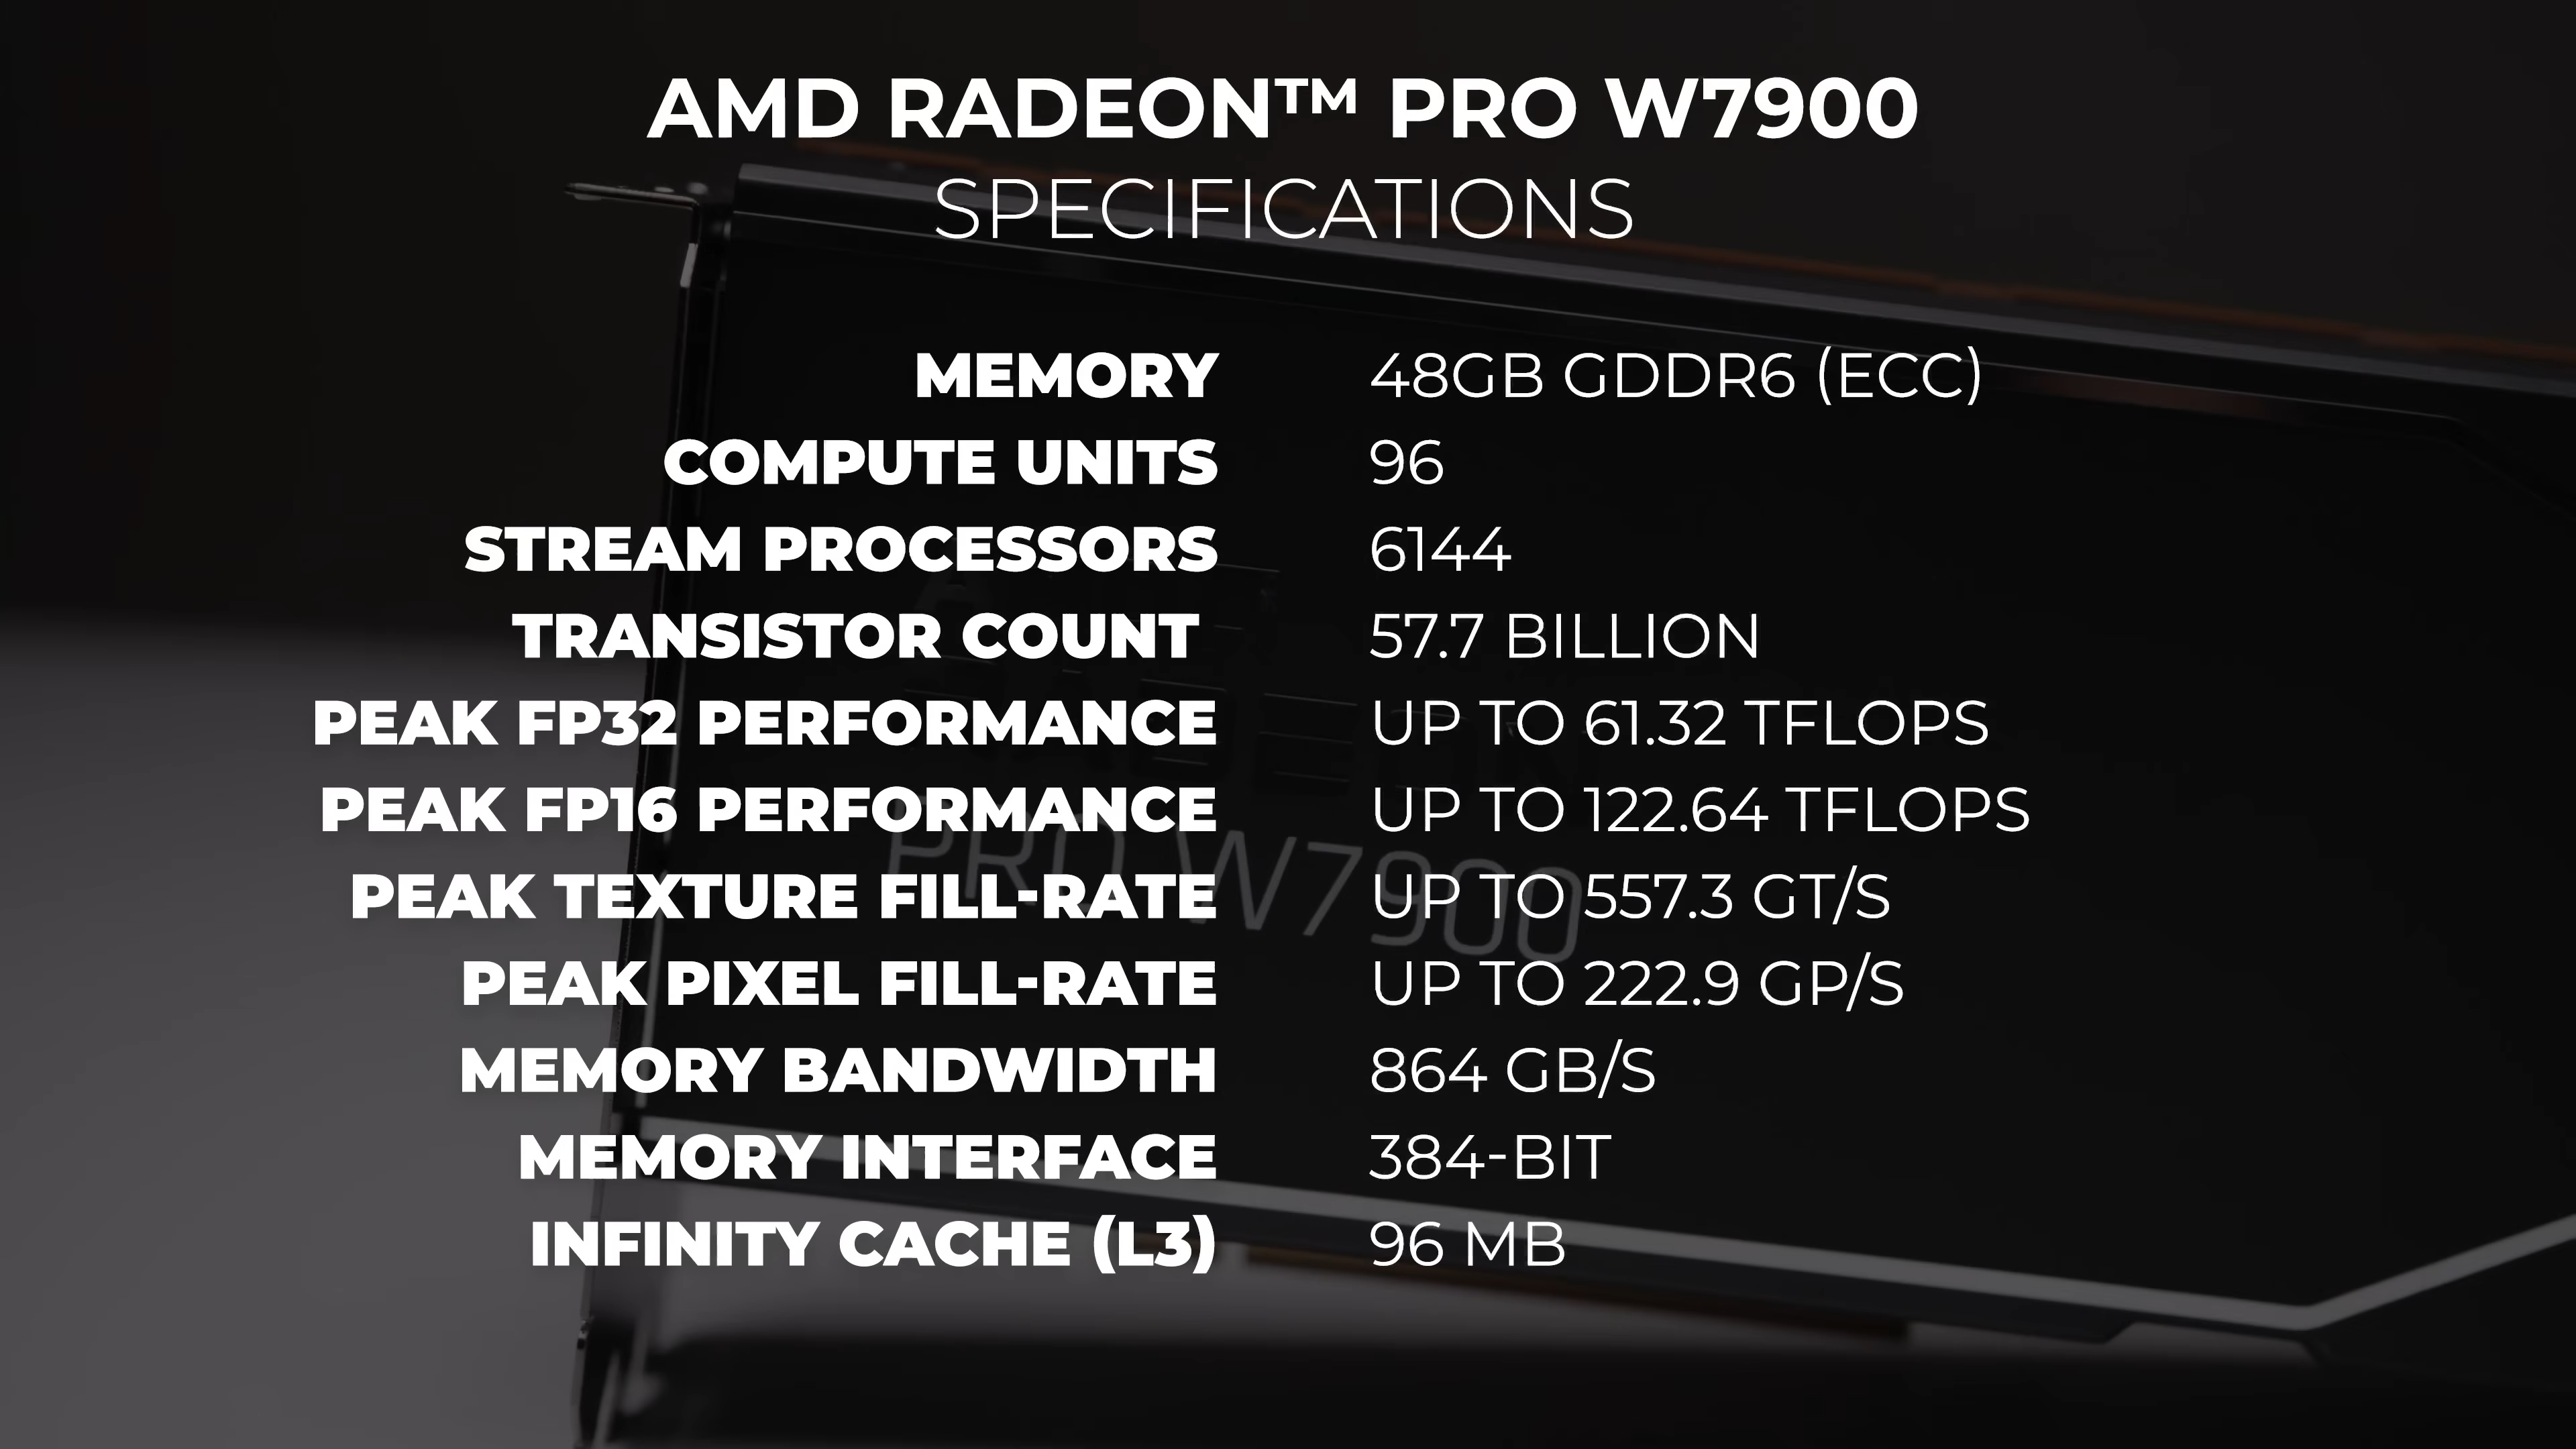 AMD RADEON™ PRO W7900
SPECIFICATIONS
MEMORY 48GB GDDR6 (ECC)
COMPUTE UNITS 96
STREAM PROCESSORS 6144
TRANSISTOR COUNT 57.7 BILLION
PEAK FP32 PERFORMANCE UP TO 61.32 TFLOPS
PEAK FP16 PERFORMANCE UP TO 122.64 TFLOPS
PEAK TEXTURE FILL-RATE UP TO 557.3 GT/S
PEAK PIXEL FILL-RATE UP TO 222.9 GP/S
MEMORY BANDWIDTH 864 GB/S
MEMORY INTERFACE 384-BIT
INFINITY CACHE (L3) 96 MB
PRO W7900